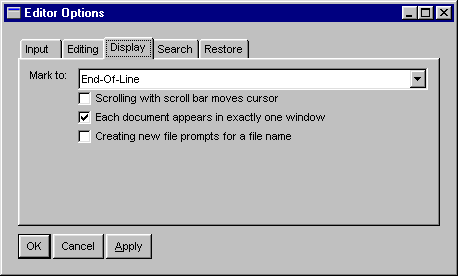 Editor Options
Input Editing Display Search Restore
Mark to: End-Of-Line
Scrolling with scroll bar moves cursor
Each document appears in exactly one window
Creating new file prompts for a file name
OK Cancel Apply